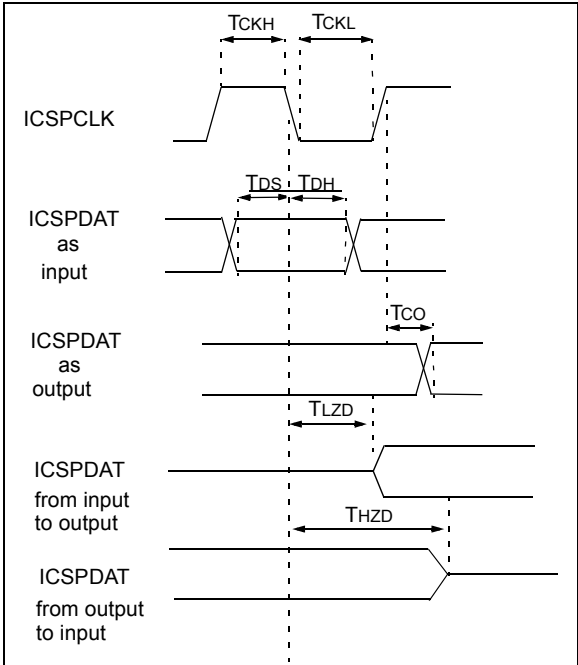 TCKH
TCKL
ICSPCLK
TDS
TDH
ICSPDAT
as
input
TCO
ICSPDAT
as
output
TLZD
ICSPDAT
from input
to output
THZD
ICSPDAT
from output
to input